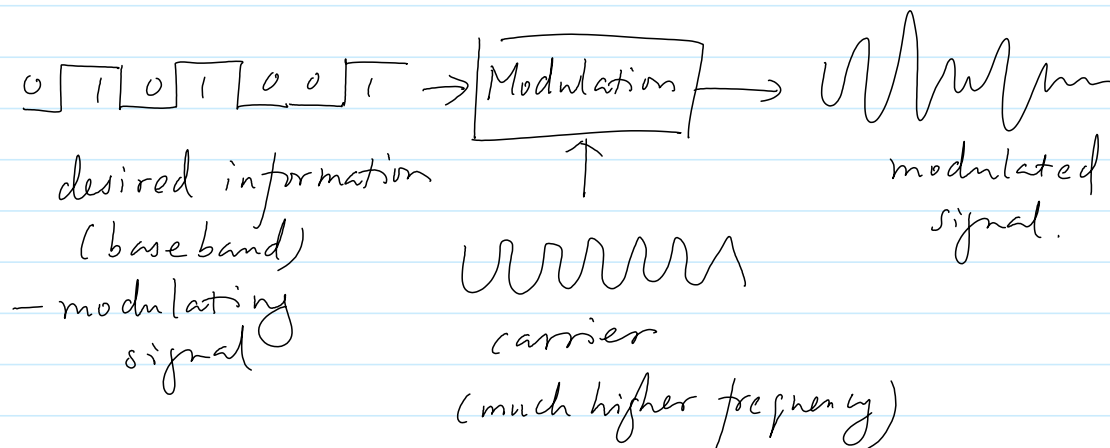 0 1 0 1 0 0 1
Modulation
desired information
(baseband)
- modulating
signal
carrier
(much higher frequency)
modulated
signal.